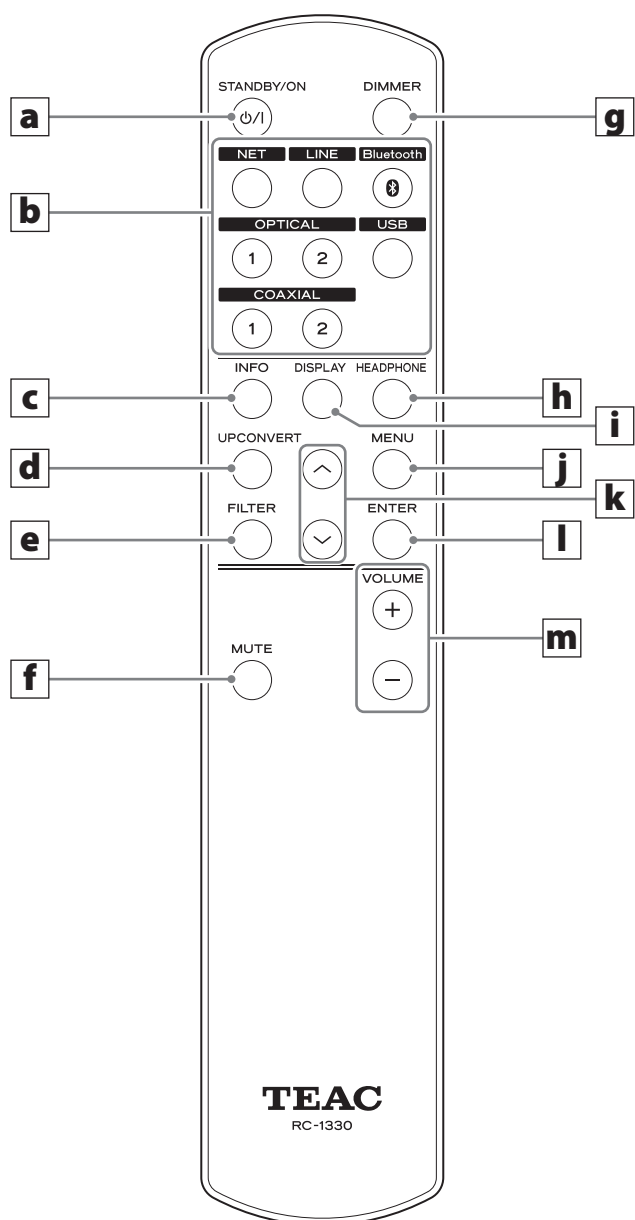 STANDBY/ON DIMMER
a ⏻/I g
NET LINE Bluetooth
b
OPTICAL USB
1 2
COAXIAL
1 2
INFO DISPLAY HEADPHONE
c h
i
UPCONVERT MENU
d j
k
FILTER ENTER
e l
VOLUME
+
m
MUTE
f −
TEAC
RC-1330